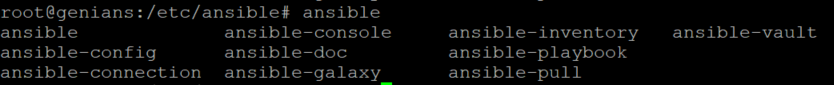 root@genians:/etc/ansible# ansible
ansible ansible-console ansible-inventory ansible-vault
ansible-config ansible-doc ansible-playbook
ansible-connection ansible-galaxy ansible-pull